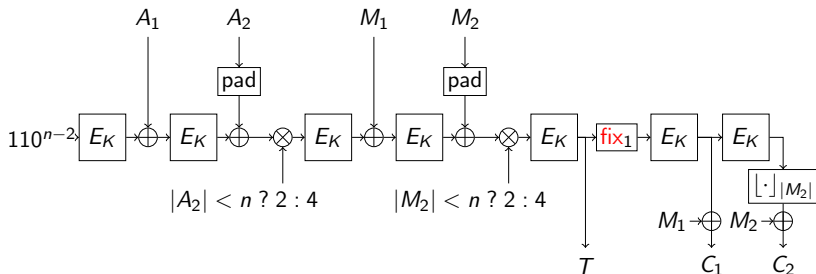 A₁ A₂ M₁ M₂
pad pad
110ⁿ⁻² E_K E_K E_K E_K E_K fix₁ E_K E_K
|A₂| < n ? 2 : 4 |M₂| < n ? 2 : 4 ⌊·⌋|M₂|
M₁ M₂
T C₁ C₂